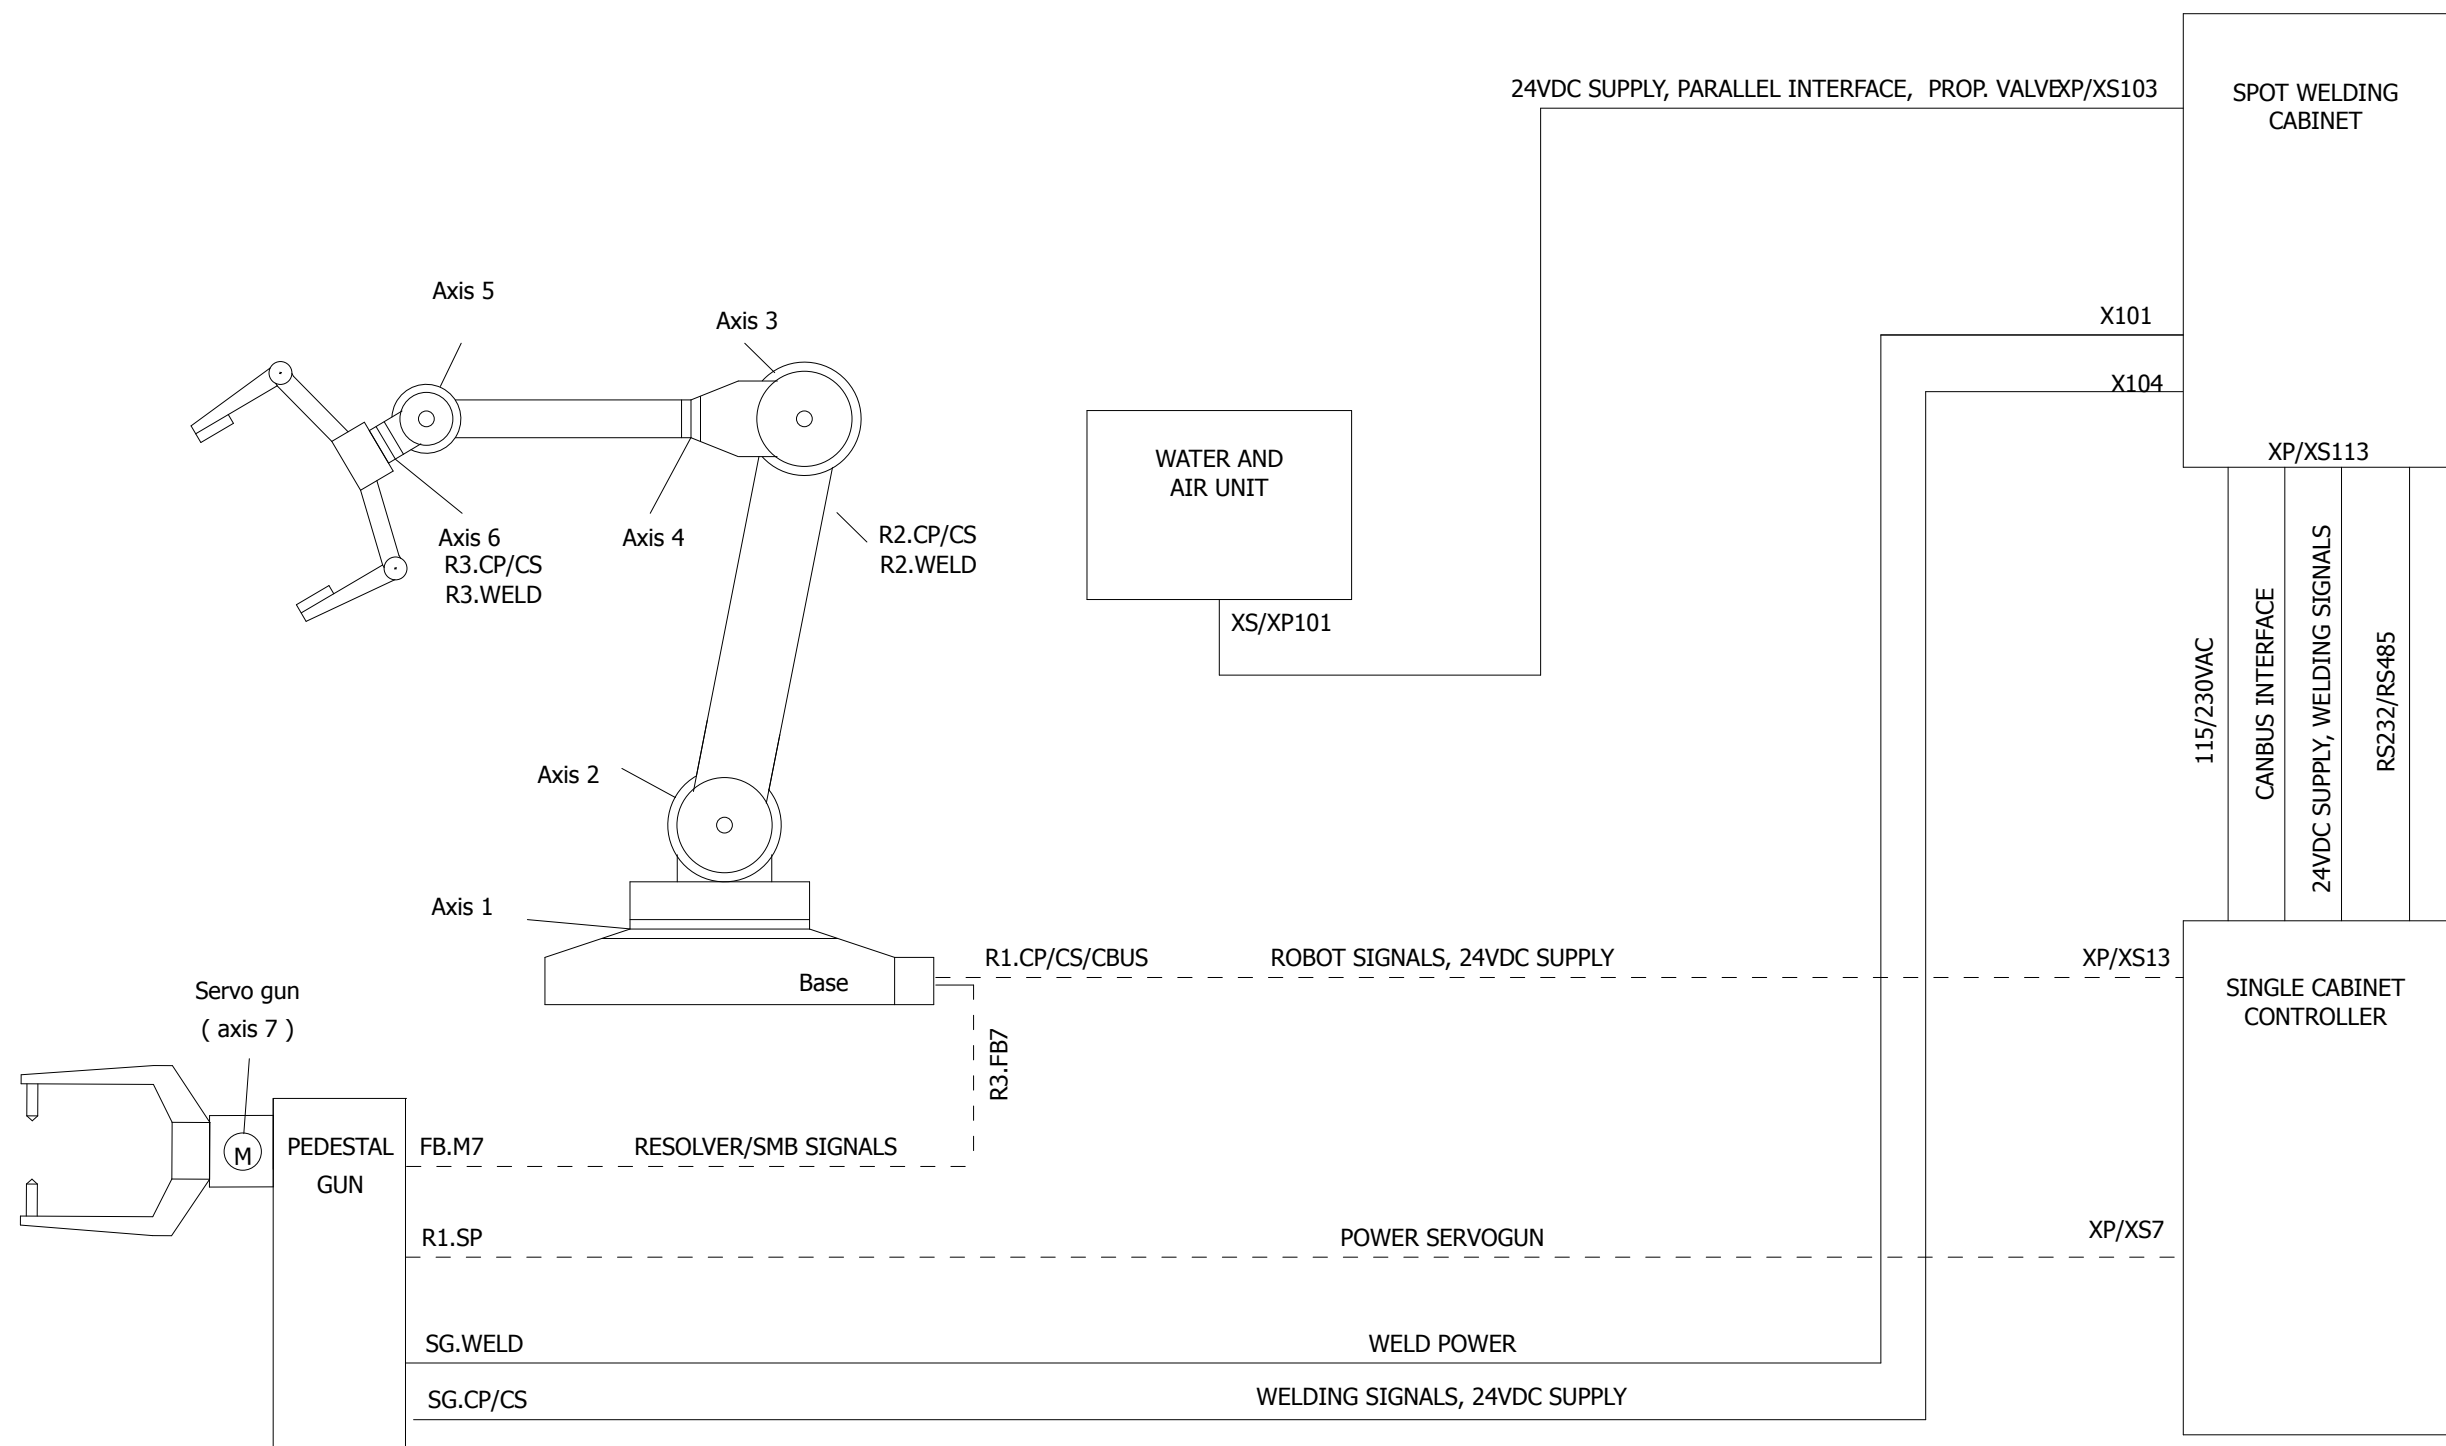 24VDC SUPPLY, PARALLEL INTERFACE, PROP. VALVE
XP/XS103
SPOT WELDING
CABINET
X101
X104
XP/XS113
Axis 5
Axis 3
Axis 6
R3.CP/CS
R3.WELD
Axis 4
R2.CP/CS
R2.WELD
WATER AND
AIR UNIT
XS/XP101
115/230VAC
CANBUS INTERFACE
24VDC SUPPLY, WELDING SIGNALS
RS232/RS485
Axis 2
Axis 1
Base
R1.CP/CS/CBUS
ROBOT SIGNALS, 24VDC SUPPLY
XP/XS13
SINGLE CABINET
CONTROLLER
Servo gun
( axis 7 )
M
PEDESTAL
GUN
R3.FB7
FB.M7
RESOLVER/SMB SIGNALS
R1.SP
POWER SERVOGUN
XP/XS7
SG.WELD
WELD POWER
SG.CP/CS
WELDING SIGNALS, 24VDC SUPPLY